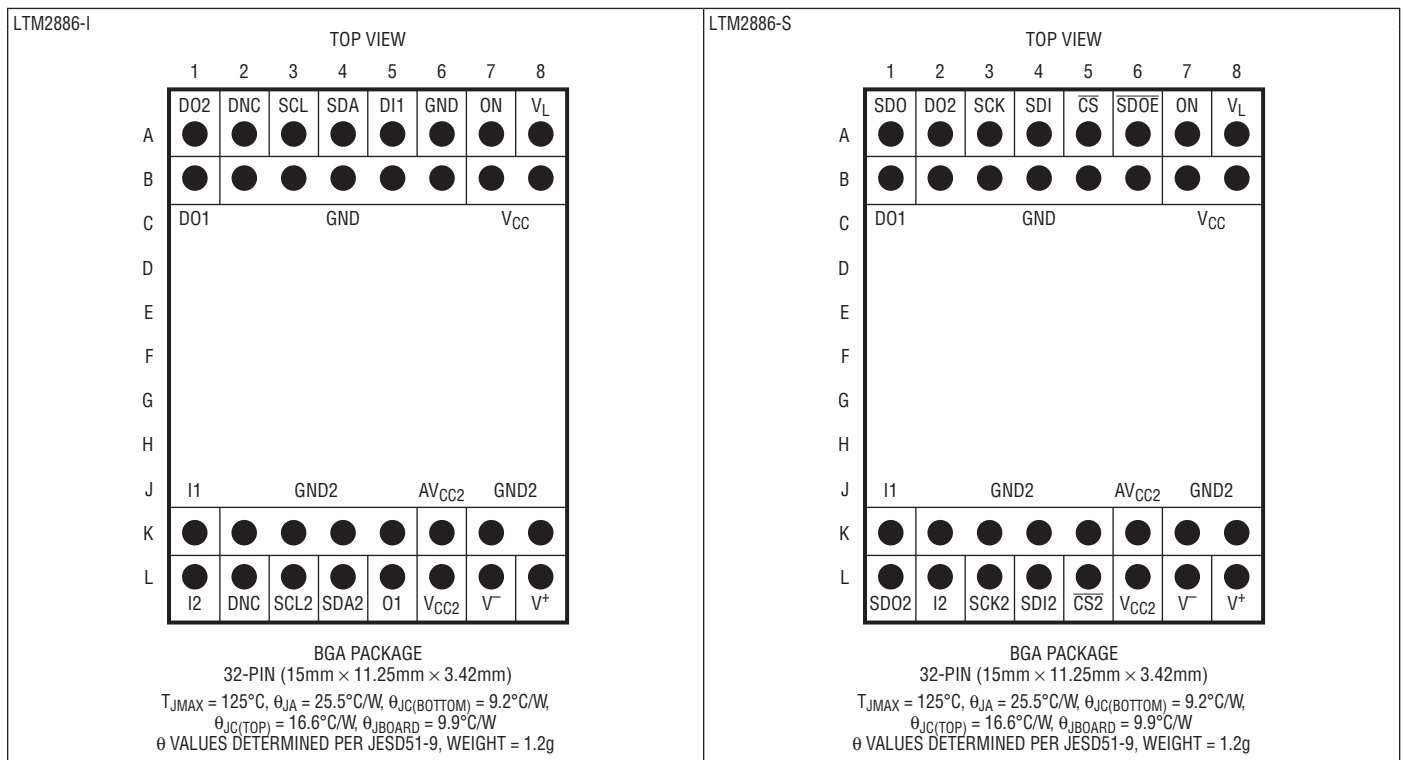 LTM2886-I
TOP VIEW
1 2 3 4 5 6 7 8
DO2 DNC SCL SDA DI1 GND ON VL
A
B
C DO1 GND VCC
D
E
F
G
H
J I1 GND2 AVCC2 GND2
K
L
I2 DNC SCL2 SDA2 O1 VCC2 V– V+
BGA PACKAGE
32-PIN (15mm × 11.25mm × 3.42mm)
TJMAX = 125°C, θJA = 25.5°C/W, θJC(BOTTOM) = 9.2°C/W,
θJC(TOP) = 16.6°C/W, θJBOARD = 9.9°C/W
θ VALUES DETERMINED PER JESD51-9, WEIGHT = 1.2g
LTM2886-S
TOP VIEW
1 2 3 4 5 6 7 8
SDO DO2 SCK SDI C̅S̅ S̅D̅O̅E̅ ON VL
A
B
C DO1 GND VCC
D
E
F
G
H
J I1 GND2 AVCC2 GND2
K
L
SDO2 I2 SCK2 SDI2 C̅S̅2̅ VCC2 V– V+
BGA PACKAGE
32-PIN (15mm × 11.25mm × 3.42mm)
TJMAX = 125°C, θJA = 25.5°C/W, θJC(BOTTOM) = 9.2°C/W,
θJC(TOP) = 16.6°C/W, θJBOARD = 9.9°C/W
θ VALUES DETERMINED PER JESD51-9, WEIGHT = 1.2g